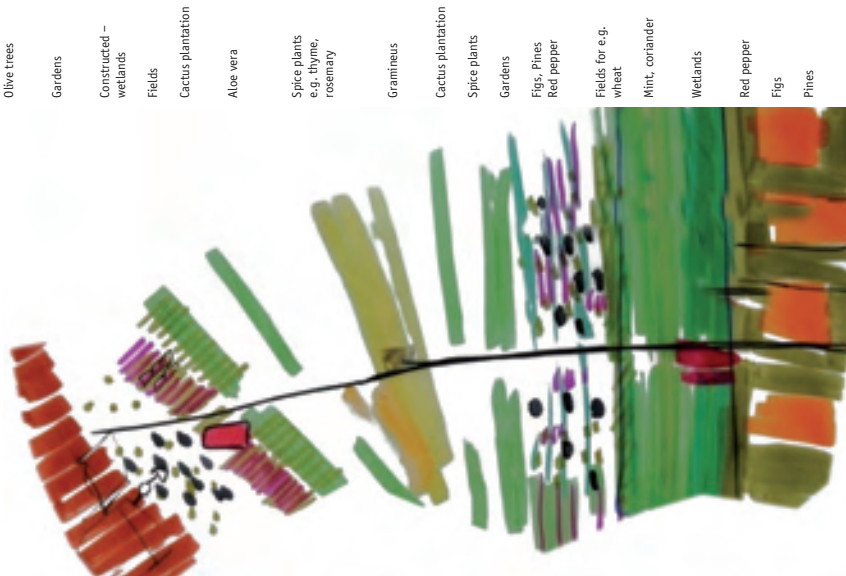 Olive trees
Gardens
Constructed –
wetlands
Fields
Cactus plantation
Aloe vera
Spice plants
e.g. thyme,
rosemary
Gramineus
Cactus plantation
Spice plants
Gardens
Figs, Pines
Red pepper
Fields for e.g.
wheat
Mint, coriander
Wetlands
Red pepper
Figs
Pines